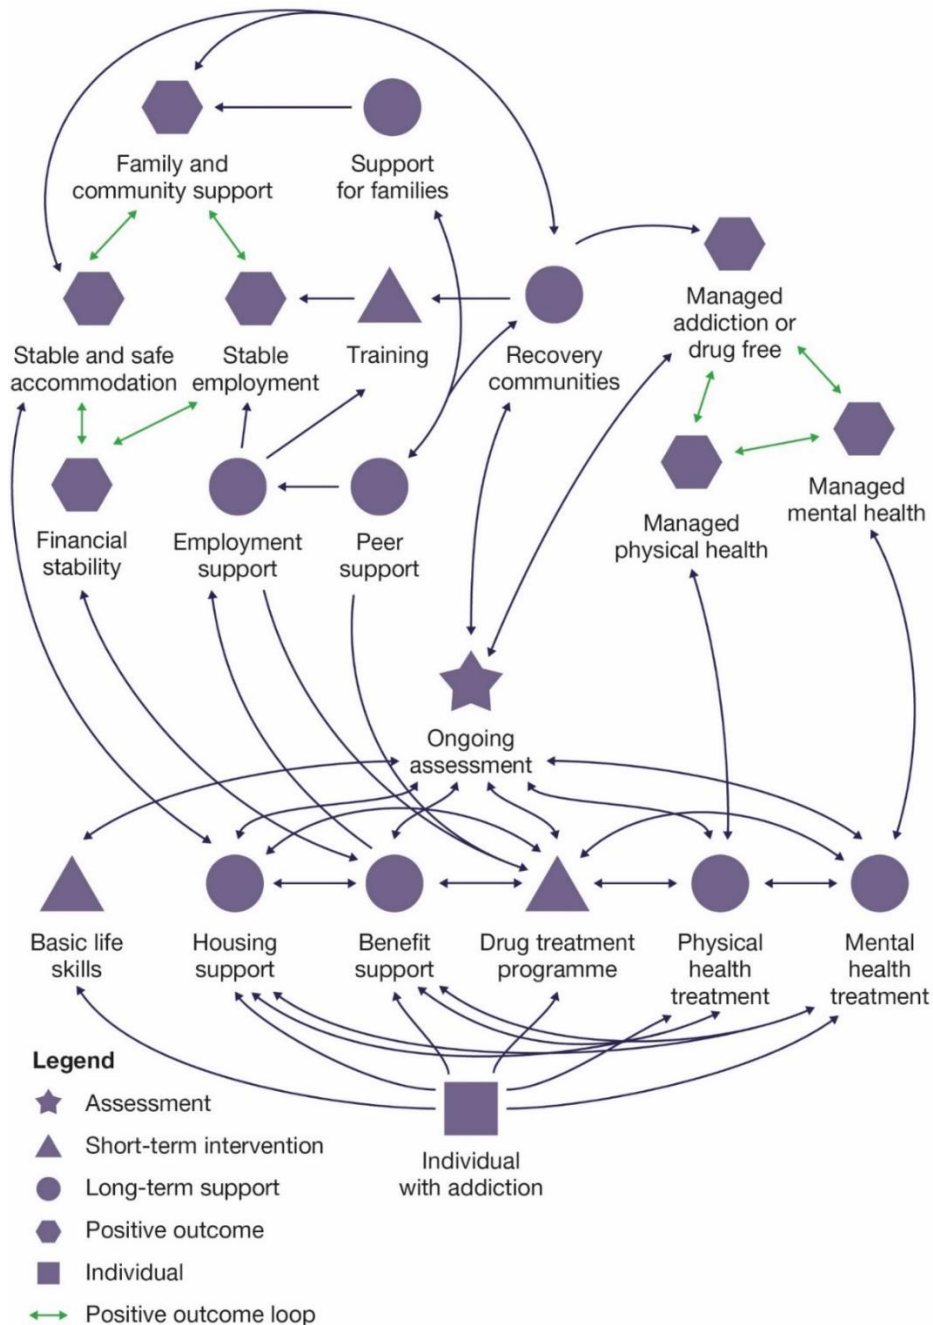 Family and
community support
Support
for families
Managed
addiction or
drug free
Stable and safe
accommodation
Stable
employment
Training
Recovery
communities
Managed
mental health
Managed
physical health
Financial
stability
Employment
support
Peer
support
Ongoing
assessment
Basic life
skills
Housing
support
Benefit
support
Drug treatment
programme
Physical
health
treatment
Mental
health
treatment
Individual
with addiction
Legend
Assessment
Short-term intervention
Long-term support
Positive outcome
Individual
Positive outcome loop